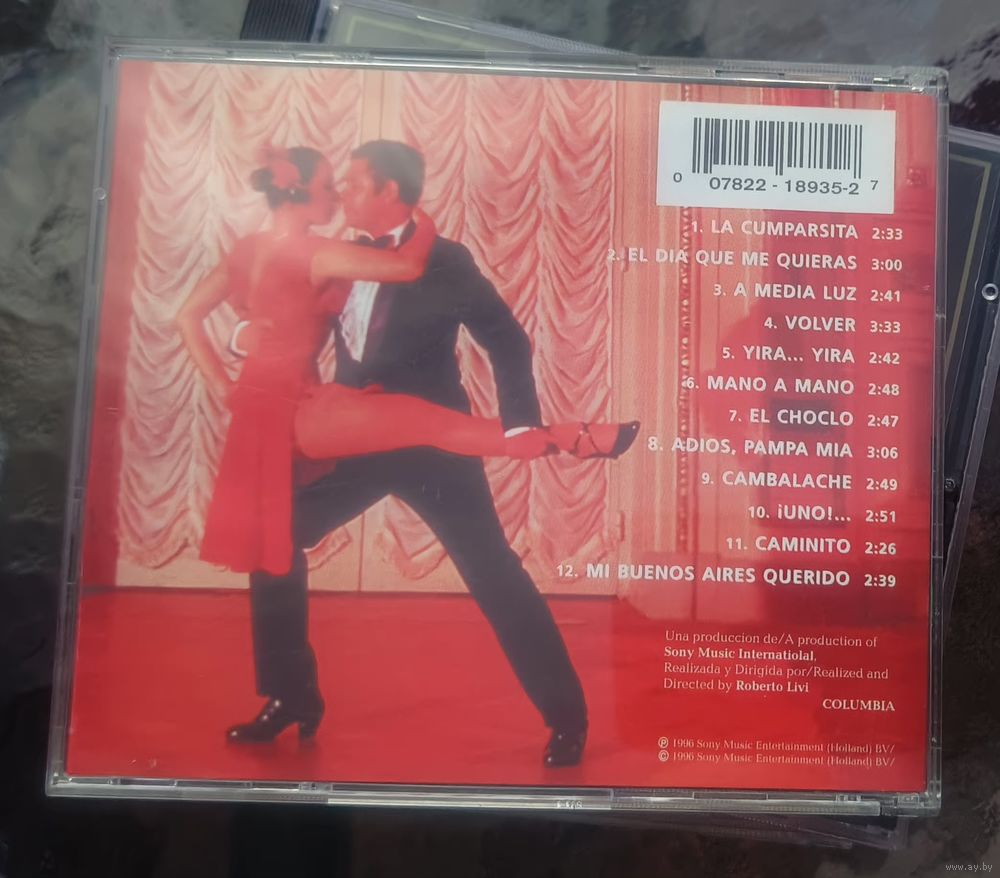 0 07822 - 18935-2 7
1. LA CUMPARSITA 2:33
2. EL DIA QUE ME QUIERAS 3:00
3. A MEDIA LUZ 2:41
4. VOLVER 3:33
5. YIRA... YIRA 2:42
6. MANO A MANO 2:48
7. EL CHOCLO 2:47
8. ADIOS, PAMPA MIA 3:06
9. CAMBALACHE 2:49
10. ¡UNO!... 2:51
11. CAMINITO 2:26
12. MI BUENOS AIRES QUERIDO 2:39
Una produccion de/A production of
Sony Music Internatiolal,
Realizada y Dirigida por/Realized and
Directed by Roberto Livi
COLUMBIA
℗ 1996 Sony Music Entertainment (Holland) BV/
© 1996 Sony Music Entertainment (Holland) BV/
www.ay.by